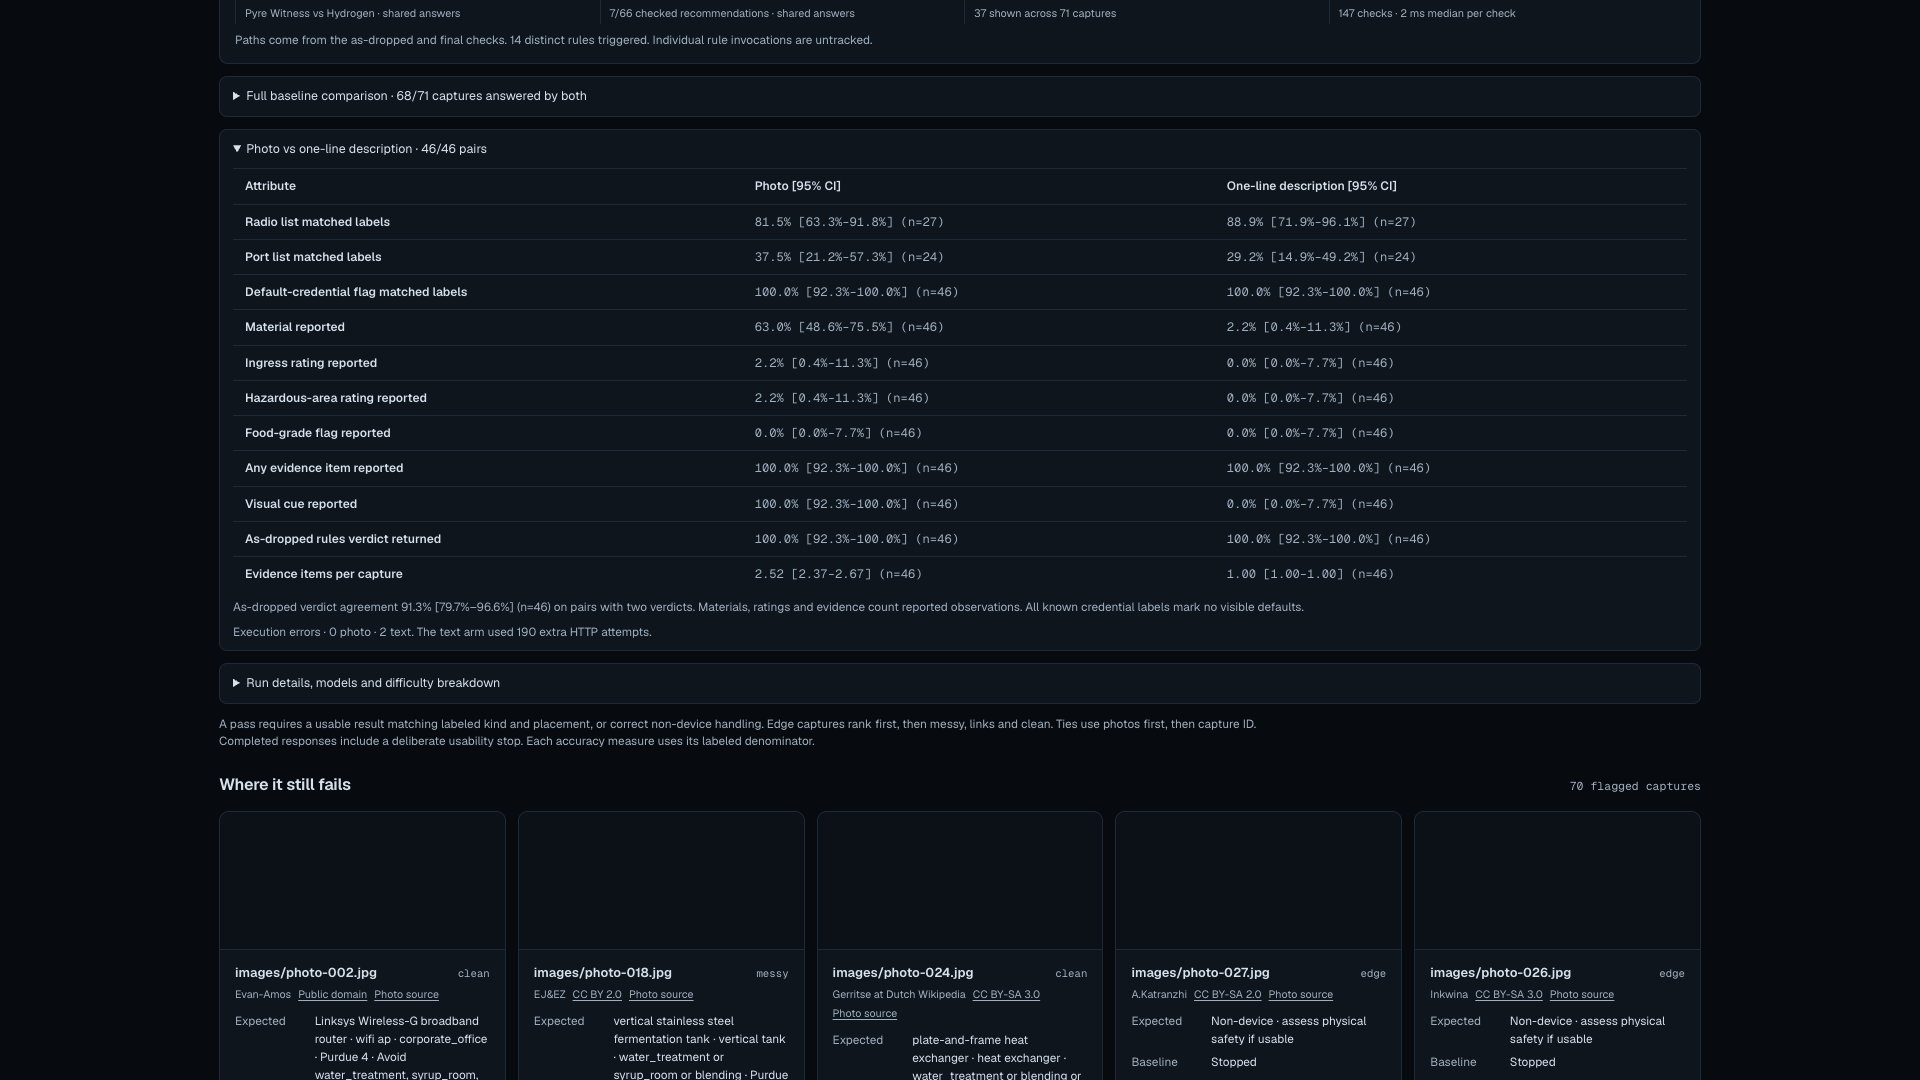 Pyre Witness vs Hydrogen · shared answers
7/66 checked recommendations · shared answers
37 shown across 71 captures
147 checks · 2 ms median per check
Paths come from the as-dropped and final checks. 14 distinct rules triggered. Individual rule invocations are untracked.
Full baseline comparison · 68/71 captures answered by both
Photo vs one-line description · 46/46 pairs
Attribute Photo [95% CI] One-line description [95% CI]
Radio list matched labels 81.5% [63.3%–91.8%] (n=27) 88.9% [71.9%–96.1%] (n=27)
Port list matched labels 37.5% [21.2%–57.3%] (n=24) 29.2% [14.9%–49.2%] (n=24)
Default-credential flag matched labels 100.0% [92.3%–100.0%] (n=46) 100.0% [92.3%–100.0%] (n=46)
Material reported 63.0% [48.6%–75.5%] (n=46) 2.2% [0.4%–11.3%] (n=46)
Ingress rating reported 2.2% [0.4%–11.3%] (n=46) 0.0% [0.0%–7.7%] (n=46)
Hazardous-area rating reported 2.2% [0.4%–11.3%] (n=46) 0.0% [0.0%–7.7%] (n=46)
Food-grade flag reported 0.0% [0.0%–7.7%] (n=46) 0.0% [0.0%–7.7%] (n=46)
Any evidence item reported 100.0% [92.3%–100.0%] (n=46) 100.0% [92.3%–100.0%] (n=46)
Visual cue reported 100.0% [92.3%–100.0%] (n=46) 0.0% [0.0%–7.7%] (n=46)
As-dropped rules verdict returned 100.0% [92.3%–100.0%] (n=46) 100.0% [92.3%–100.0%] (n=46)
Evidence items per capture 2.52 [2.37–2.67] (n=46) 1.00 [1.00–1.00] (n=46)
As-dropped verdict agreement 91.3% [79.7%–96.6%] (n=46) on pairs with two verdicts. Materials, ratings and evidence count reported observations. All known credential labels mark no visible defaults.
Execution errors · 0 photo · 2 text. The text arm used 190 extra HTTP attempts.
Run details, models and difficulty breakdown
A pass requires a usable result matching labeled kind and placement, or correct non-device handling. Edge captures rank first, then messy, links and clean. Ties use photos first, then capture ID.
Completed responses include a deliberate usability stop. Each accuracy measure uses its labeled denominator.
Where it still fails
70 flagged captures
images/photo-002.jpg clean
Evan-Amos Public domain Photo source
Expected Linksys Wireless-G broadband
router · wifi ap · corporate_office
· Purdue 4 · Avoid
water_treatment, syrup_room,
images/photo-018.jpg messy
EJ&EZ CC BY 2.0 Photo source
Expected vertical stainless steel
fermentation tank · vertical tank
· water_treatment or
syrup_room or blending · Purdue
images/photo-024.jpg clean
Gerritse at Dutch Wikipedia CC BY-SA 3.0
Photo source
Expected plate-and-frame heat
exchanger · heat exchanger ·
water_treatment or blending or
images/photo-027.jpg edge
A.Katranzhi CC BY-SA 2.0 Photo source
Expected Non-device · assess physical
safety if usable
Baseline Stopped
images/photo-026.jpg edge
Inkwina CC BY-SA 3.0 Photo source
Expected Non-device · assess physical
safety if usable
Baseline Stopped